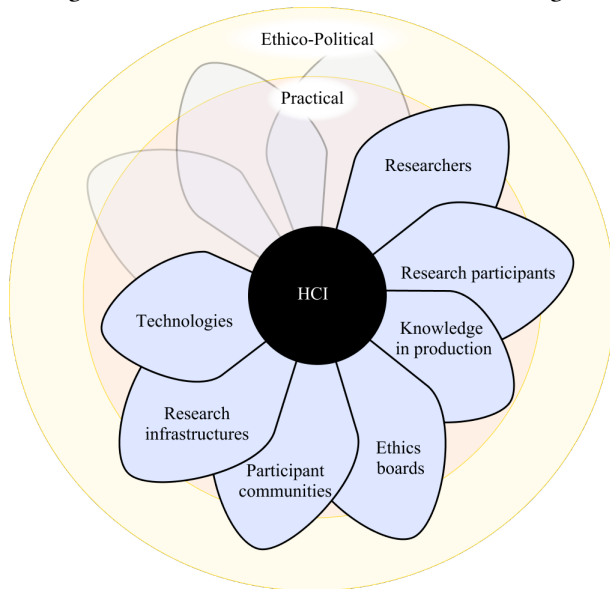 Ethico-Political
Practical
Researchers
Research participants
HCI
Knowledge
in production
Technologies
Research
infrastructures
Ethics
boards
Participant
communities